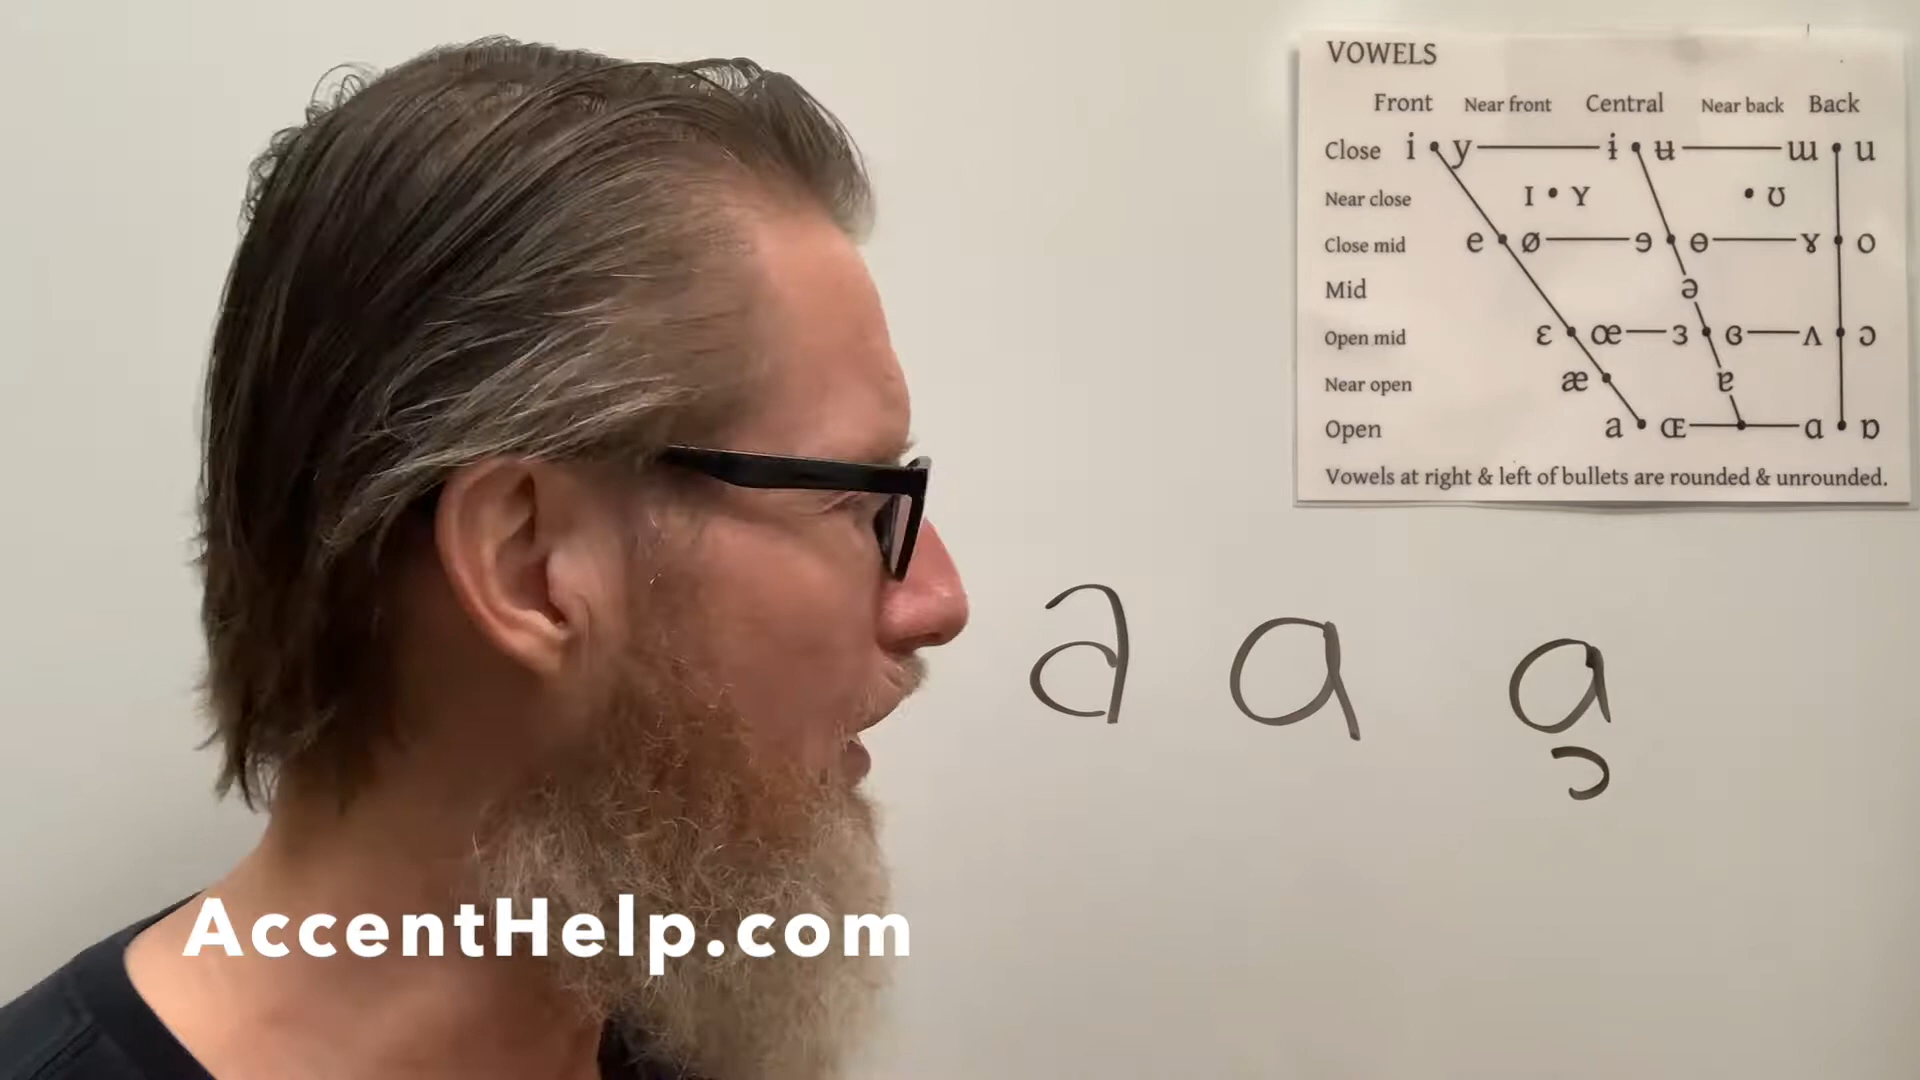 VOWELS
Front Near front Central Near back Back
Close i y ɨ ʉ ɯ u
Near close ɪ ʏ ʊ
Close mid e ø ɘ ɵ ɤ o
Mid ə
Open mid ɛ œ ɜ ɞ ʌ ɔ
Near open æ ɐ
Open a ɶ ɑ ɒ
Vowels at right & left of bullets are rounded & unrounded.
a ɑ ɑ̹
AccentHelp.com